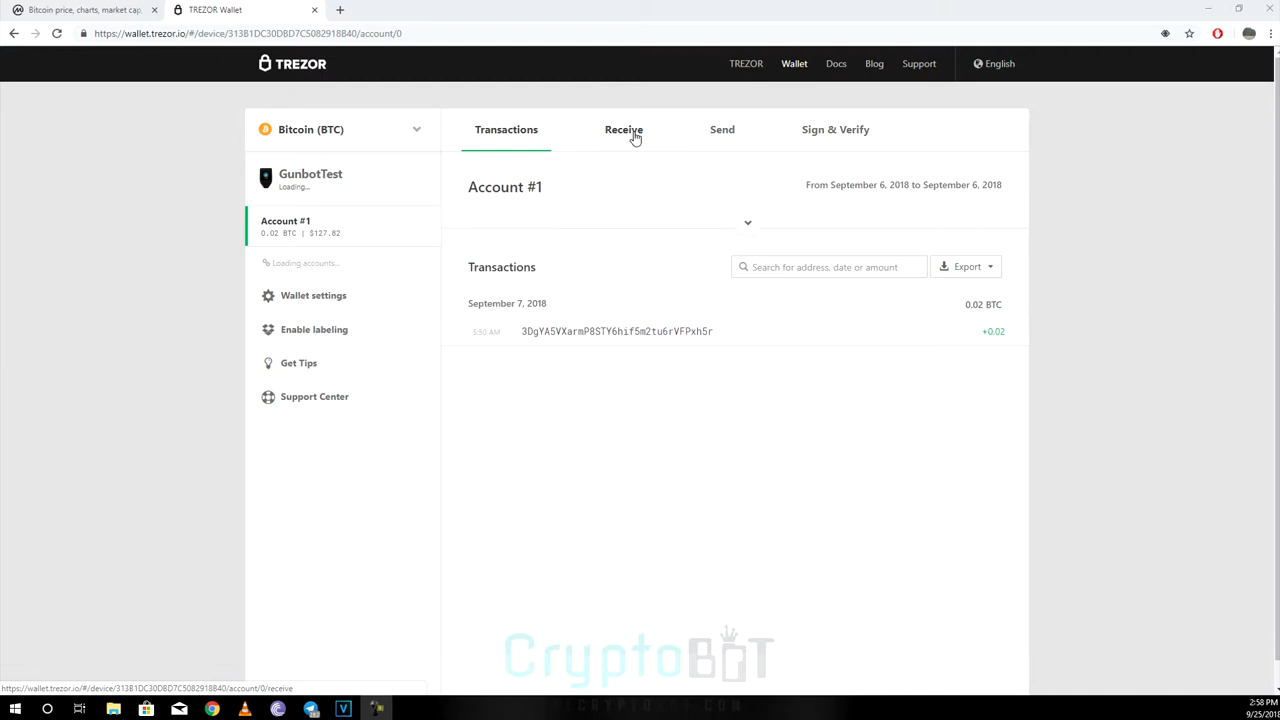 Bitcoin price, charts, market cap,
TREZOR Wallet
https://wallet.trezor.io/#/device/313B1DC30DBD7C5082918B40/account/0
TREZOR
TREZOR
Wallet
Docs
Blog
Support
English
Bitcoin (BTC)
Transactions
Receive
Send
Sign & Verify
GunbotTest
Loading...
Account #1
From September 6, 2018 to September 6, 2018
Account #1
0.02 BTC | $127.82
Loading accounts...
Transactions
Search for address, date or amount
Export
Wallet settings
September 7, 2018
0.02 BTC
Enable labeling
5:50 AM
3DgYA5VXarmP8STY6hif5m2tu6rVFPxh5r
+0.02
Get Tips
Support Center
CryptoBOT
https://wallet.trezor.io/#/device/313B1DC30DBD7C5082918B40/account/0/receive
2:58 PM
9/25/2018